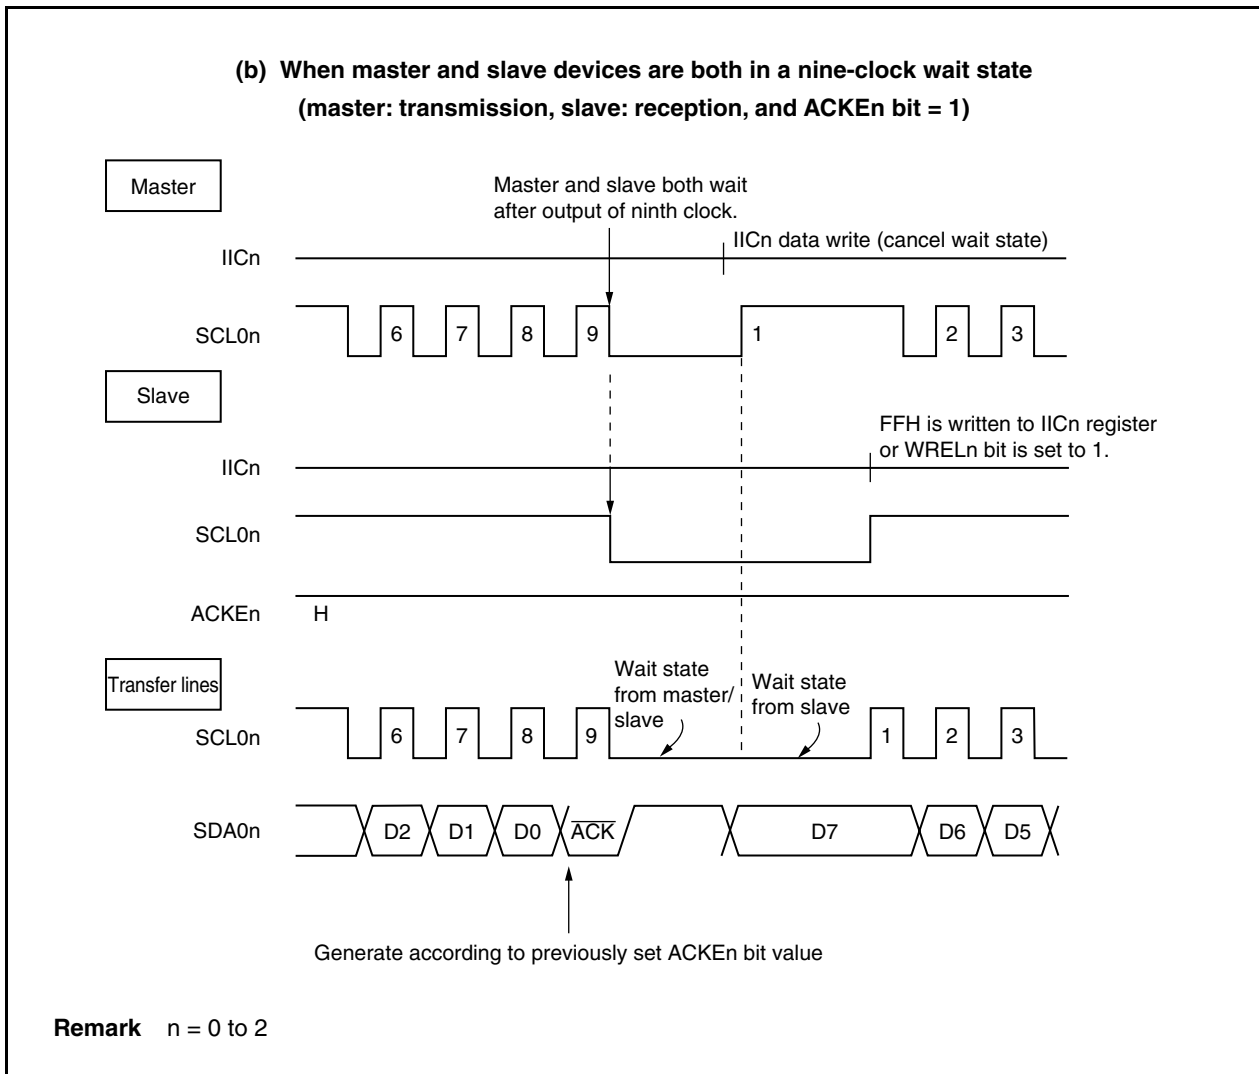 (b) When master and slave devices are both in a nine-clock wait state
(master: transmission, slave: reception, and ACKEn bit = 1)
Master
Master and slave both wait
after output of ninth clock.
IICn
IICn data write (cancel wait state)
SCL0n
6 7 8 9 1 2 3
Slave
FFH is written to IICn register
or WRELn bit is set to 1.
IICn
SCL0n
ACKEn H
Transfer lines
Wait state
from master/
slave
Wait state
from slave
SCL0n
6 7 8 9 1 2 3
SDA0n
D2 D1 D0 ACK D7 D6 D5
Generate according to previously set ACKEn bit value
Remark n = 0 to 2